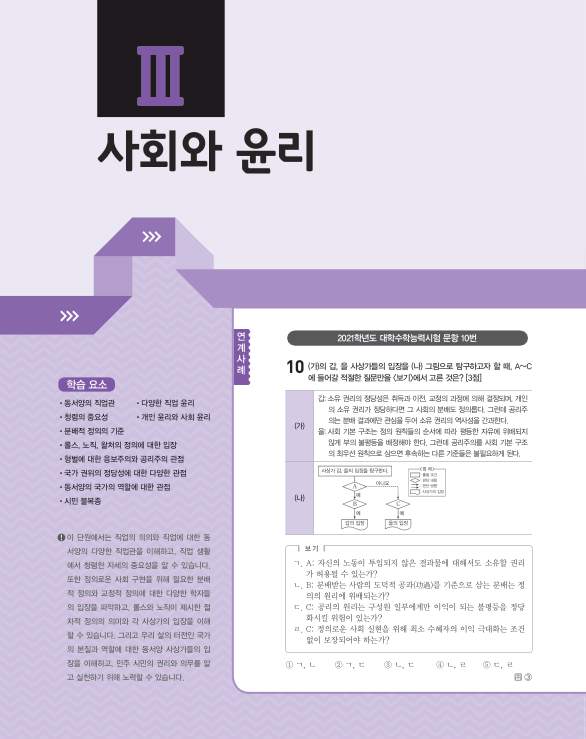 Ⅲ
사회와 윤리
학습 요소
• 동서양의 직업관
• 다양한 직업 윤리
• 청렴의 중요성
• 개인 윤리와 사회 윤리
• 분배적 정의의 기준
• 롤스, 노직, 왈처의 정의에 대한 입장
• 형벌에 대한 응보주의와 공리주의 관점
• 국가 권위의 정당성에 대한 다양한 관점
• 동서양의 국가의 역할에 대한 관점
• 시민 불복종
이 단원에서는 직업의 의의와 직업에 대한 동
서양의 다양한 직업관을 이해하고, 직업 생활
에서 청렴한 자세의 중요성을 알 수 있습니다.
또한 정의로운 사회 구현을 위해 필요한 분배
적 정의와 교정적 정의에 대한 다양한 학자들
의 입장을 파악하고, 롤스와 노직이 제시한 절
차적 정의의 의미와 각 사상가의 입장을 이해
할 수 있습니다. 그리고 우리 삶의 터전인 국가
의 본질과 역할에 대한 동서양 사상가들의 입
장을 이해하고, 민주 시민의 권리와 의무를 알
고 실천하기 위해 노력할 수 있습니다.
연계사례
2021학년도 대학수학능력시험 문항 10번
10 (가)의 갑, 을 사상가들의 입장을 (나) 그림으로 탐구하고자 할 때, A~C
에 들어갈 적절한 질문만을 <보기>에서 고른 것은? [3점]
(가)
갑: 소유 권리의 정당성은 취득과 이전, 교정의 과정에 의해 결정되며, 개인
의 소유 권리가 정당하다면 그 사회의 분배도 정의롭다. 그런데 공리주
의는 분배 결과에만 관심을 두어 소유 권리의 역사성을 간과한다.
을: 사회 기본 구조는 정의 원칙들의 순서에 따라 평등한 자유에 위배되지
않게 부의 불평등을 배정해야 한다. 그런데 공리주의를 사회 기본 구조
의 최우선 원칙으로 삼으면 후속하는 다른 기준들은 불필요하게 된다.
(나)
사상가 갑, 을의 입장을 탐구한다.
A
아니요
예
B
C
예
예
갑의 입장
을의 입장
보기
ㄱ. A: 자신의 노동이 투입되지 않은 결과물에 대해서도 소유할 권리
가 허용될 수 있는가?
ㄴ. B: 분배받는 사람의 도덕적 공과(功過)를 기준으로 삼는 분배는 정
의의 원리에 위배되는가?
ㄷ. C: 공리의 원리는 구성원 일부에게만 이익이 되는 불평등을 정당
화시킬 위험이 있는가?
ㄹ. C: 정의로운 사회 실현을 위해 최소 수혜자의 이익 극대화는 조건
없이 보장되어야 하는가?
① ㄱ, ㄴ ② ㄱ, ㄷ ③ ㄴ, ㄷ ④ ㄴ, ㄹ ⑤ ㄷ, ㄹ
③